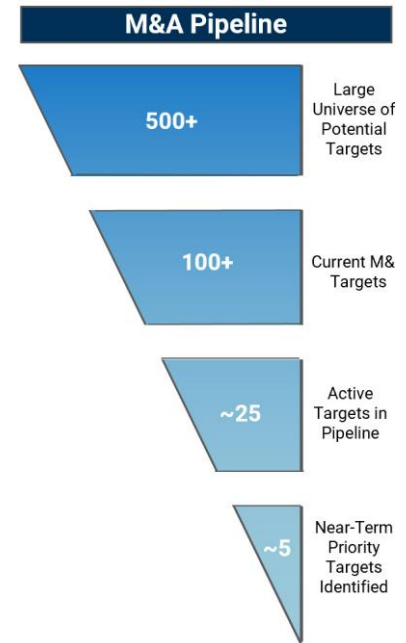 M&A Pipeline
500+
Large
Universe of
Potential
Targets
100+
Current M&
Targets
~25
Active
Targets in
Pipeline
~5
Near-Term
Priority
Targets
Identified